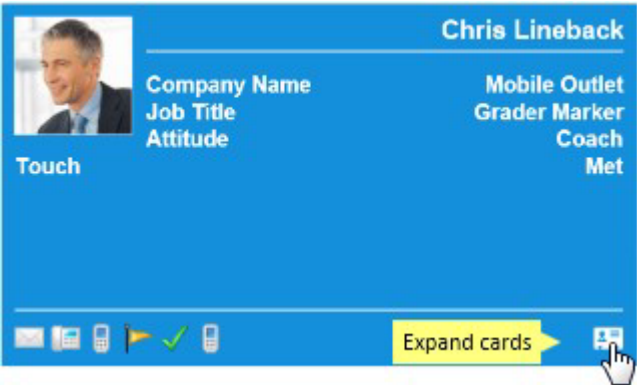 Chris Lineback
Company Name Mobile Outlet
Job Title Grader Marker
Attitude Coach
Touch Met
Expand cards